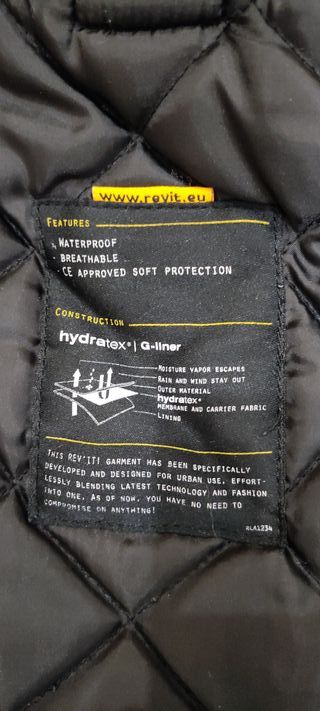 www.revit.eu
FEATURES
· WATERPROOF
· BREATHABLE
· CE APPROVED SOFT PROTECTION
CONSTRUCTION
hydratex® | G-liner
MOISTURE VAPOR ESCAPES
RAIN AND WIND STAY OUT
OUTER MATERIAL
hydratex®
MEMBRANE AND CARRIER FABRIC
LINING
THIS REV'IT! GARMENT HAS BEEN SPECIFICALLY
DEVELOPED AND DESIGNED FOR URBAN USE. EFFORT-
LESSLY BLENDING LATEST TECHNOLOGY AND FASHION
INTO ONE. AS OF NOW, YOU HAVE NO NEED TO
COMPROMISE ON ANYTHING!
RLA1234